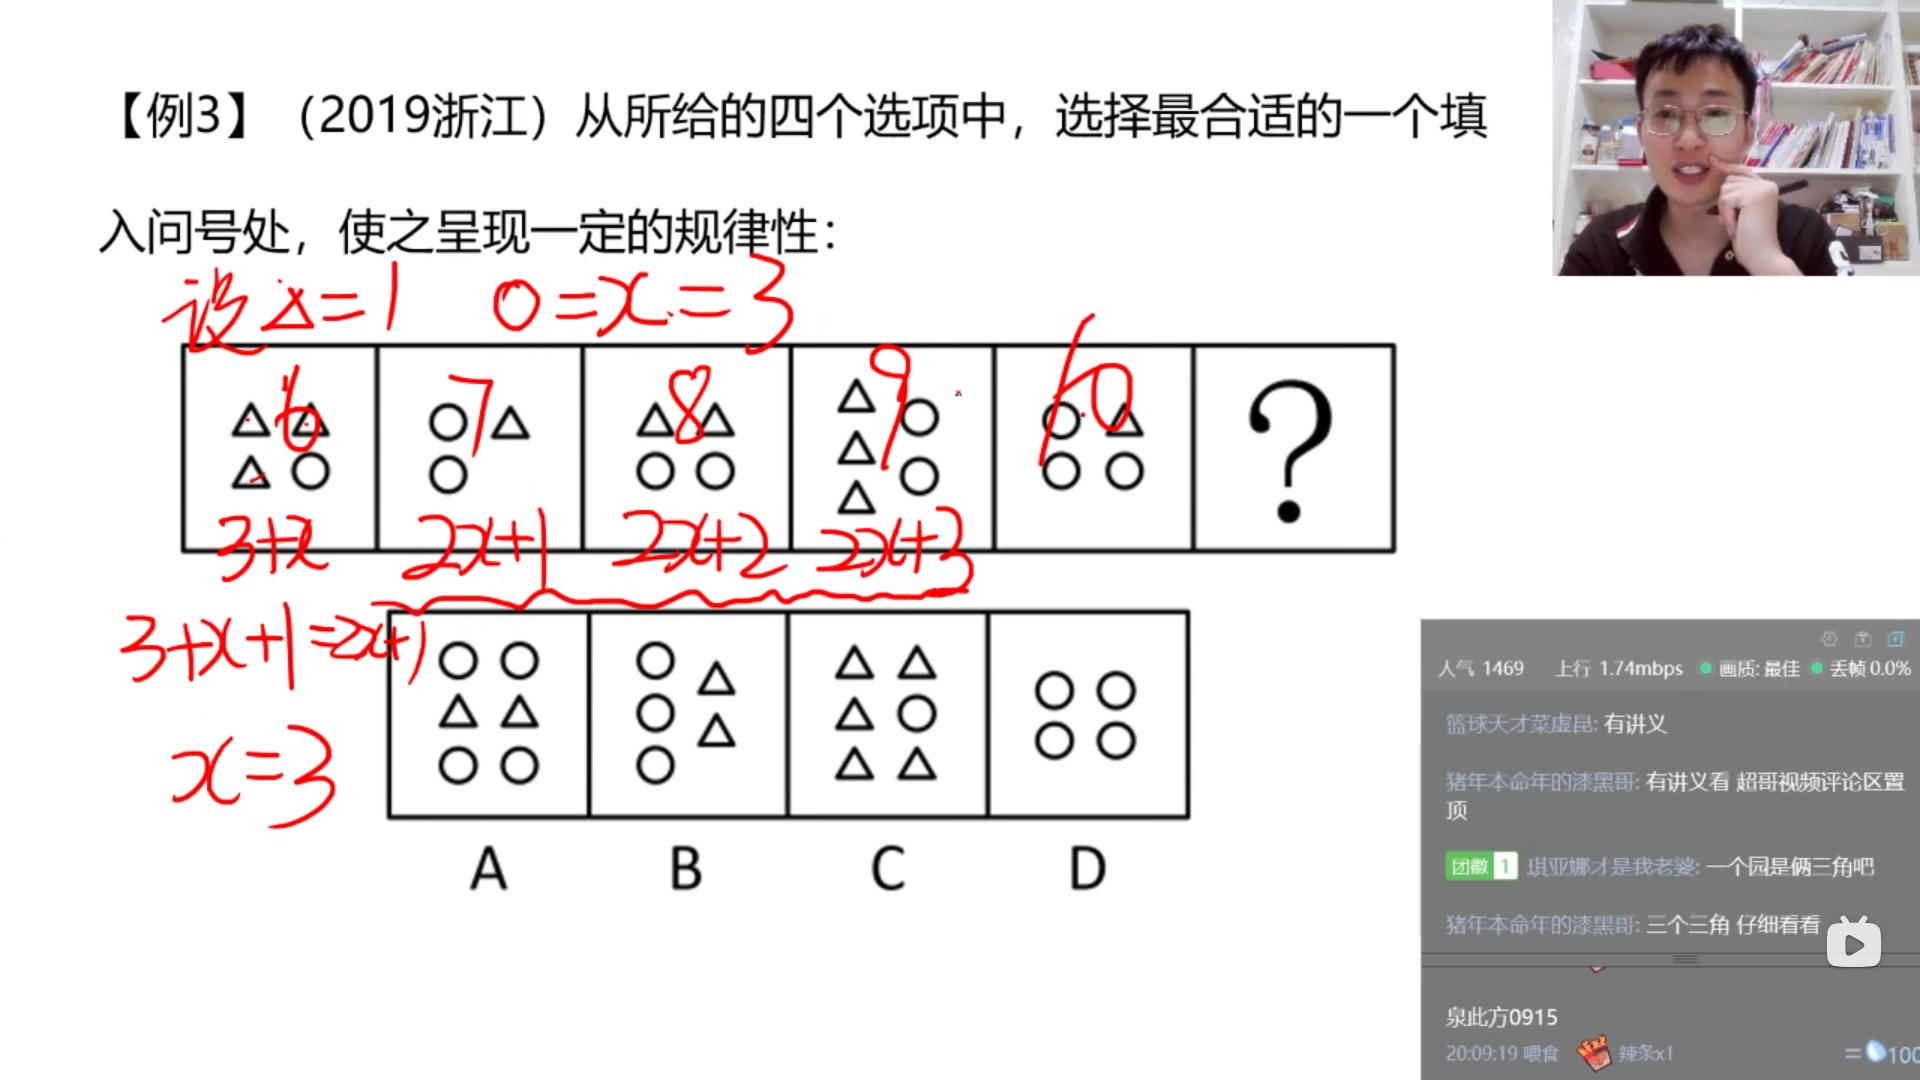 【例3】（2019浙江）从所给的四个选项中，选择最合适的一个填
入问号处，使之呈现一定的规律性：
设△=1 O=x=3
6 7 8 9 10 ?
3+x 2x+1 2x+2 2x+3
3+x+1=2x+1
x=3
A B C D
人气 1469 上行 1.74mbps 画质: 最佳 丢帧 0.0%
篮球天才菜虚昆: 有讲义
猪年本命年的漆黑哥: 有讲义看 超哥视频评论区置
顶
团徽 1 琪亚娜才是我老婆: 一个园是俩三角吧
猪年本命年的漆黑哥: 三个三角 仔细看看
泉此方0915
20:09:19 喂食 辣条x1 = 100